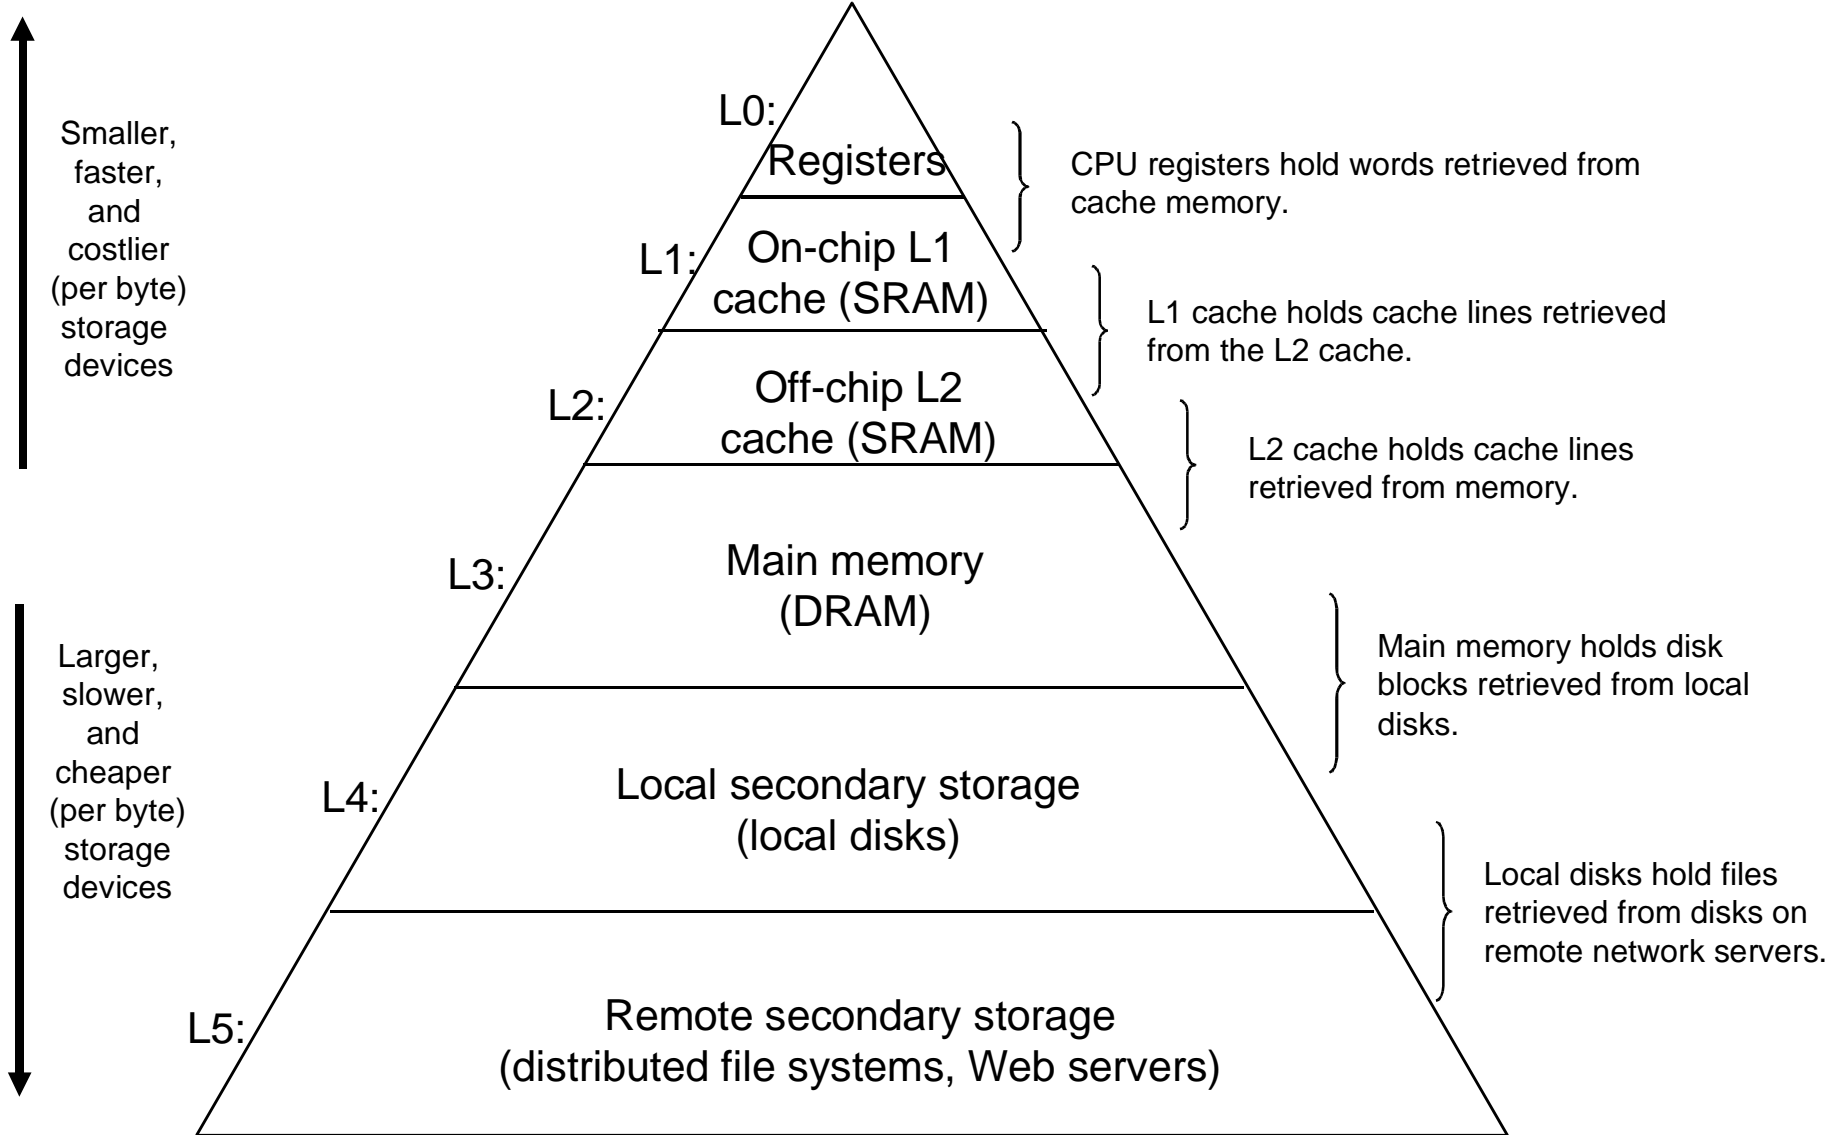 Smaller,
faster,
and
costlier
(per byte)
storage
devices
Larger,
slower,
and
cheaper
(per byte)
storage
devices
L0:
Registers
CPU registers hold words retrieved from
cache memory.
L1:
On-chip L1
cache (SRAM)
L1 cache holds cache lines retrieved
from the L2 cache.
L2:
Off-chip L2
cache (SRAM)
L2 cache holds cache lines
retrieved from memory.
L3:
Main memory
(DRAM)
Main memory holds disk
blocks retrieved from local
disks.
L4:
Local secondary storage
(local disks)
Local disks hold files
retrieved from disks on
remote network servers.
L5:
Remote secondary storage
(distributed file systems, Web servers)